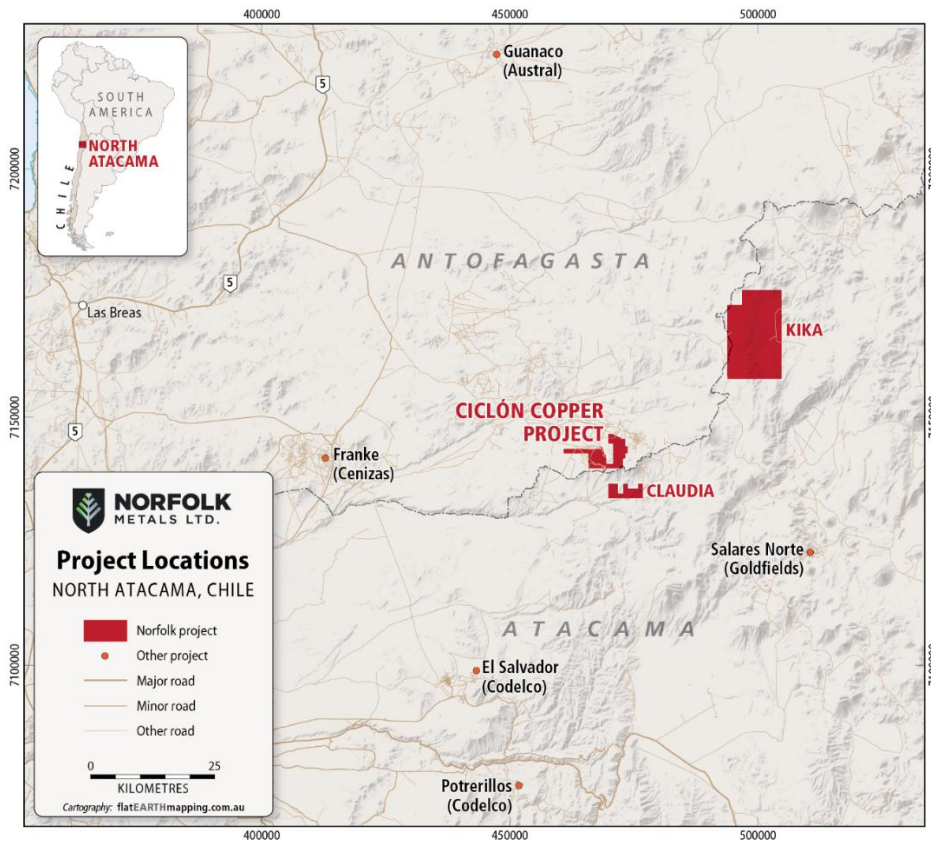 400000
450000
500000
SOUTH
AMERICA
NORTH
ATACAMA
CHILE
Guanaco
(Austral)
5
7200000
7200000
ANTOFAGASTA
5
Las Breas
KIKA
CICLÓN COPPER
PROJECT
7150000
7150000
5
Franke
(Cenizas)
CLAUDIA
NORFOLK
METALS LTD.
Project Locations
NORTH ATACAMA, CHILE
Norfolk project
Other project
Major road
Minor road
Other road
0 25
KILOMETRES
Cartography: flatEARTHmapping.com.au
Salares Norte
(Goldfields)
ATACAMA
7100000
7100000
El Salvador
(Codelco)
Potrerillos
(Codelco)
400000
450000
500000